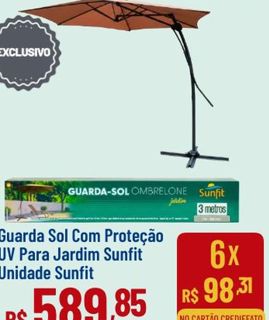 EXCLUSIVO
GUARDA-SOL OMBRELONE
jardim
Sunfit
3 metros
Guarda Sol Com Proteção
UV Para Jardim Sunfit
Unidade Sunfit
R$ 589,85
6X
R$ 98,31
NO CARTÃO CREDIFFATO